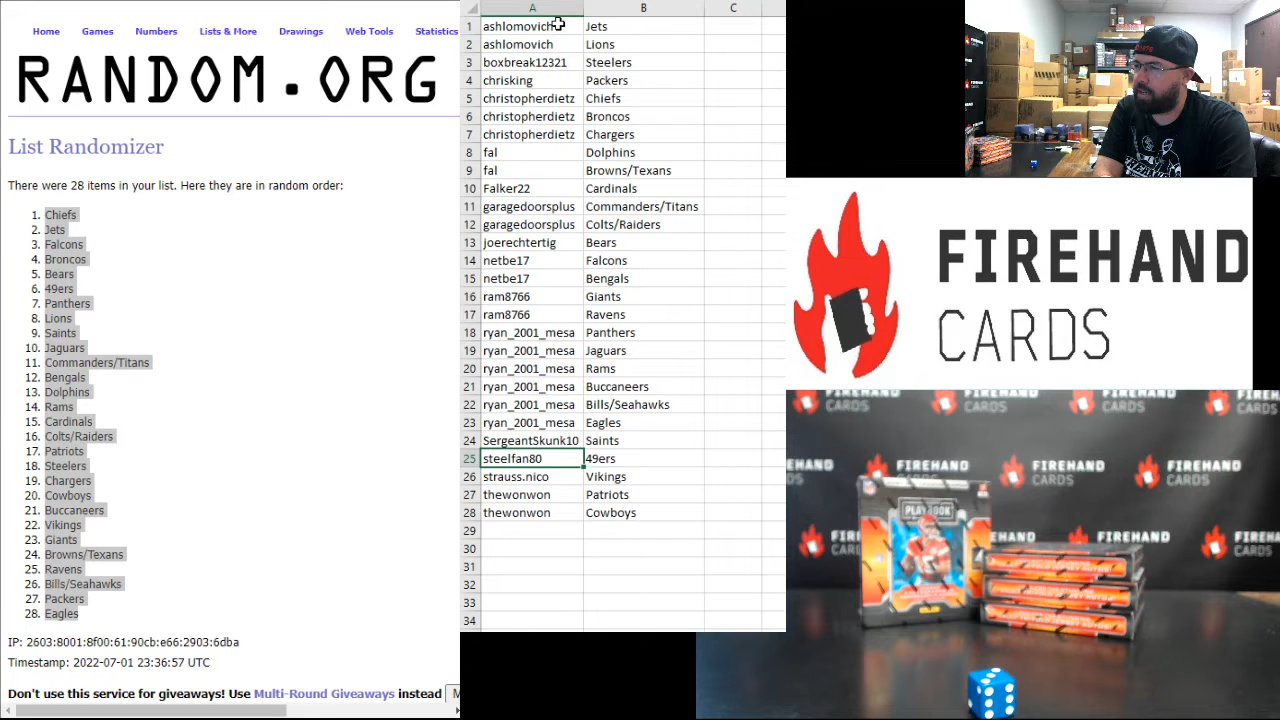 Home Games Numbers Lists & More Drawings Web Tools Statistics
RANDOM.ORG
List Randomizer
There were 28 items in your list. Here they are in random order:
1. Chiefs
2. Jets
3. Falcons
4. Broncos
5. Bears
6. 49ers
7. Panthers
8. Lions
9. Saints
10. Jaguars
11. Commanders/Titans
12. Bengals
13. Dolphins
14. Rams
15. Cardinals
16. Colts/Raiders
17. Patriots
18. Steelers
19. Chargers
20. Cowboys
21. Buccaneers
22. Vikings
23. Giants
24. Browns/Texans
25. Ravens
26. Bills/Seahawks
27. Packers
28. Eagles
IP: 2603:8001:8f00:61:90cb:e66:2903:6dba
Timestamp: 2022-07-01 23:36:57 UTC
Don't use this service for giveaways! Use Multi-Round Giveaways instead
A B C
1 ashlomovich Jets
2 ashlomovich Lions
3 boxbreak12321 Steelers
4 chrisking Packers
5 christopherdietz Chiefs
6 christopherdietz Broncos
7 christopherdietz Chargers
8 fal Dolphins
9 fal Browns/Texans
10 Falker22 Cardinals
11 garagedoorsplus Commanders/Titans
12 garagedoorsplus Colts/Raiders
13 joerechtertig Bears
14 netbe17 Falcons
15 netbe17 Bengals
16 ram8766 Giants
17 ram8766 Ravens
18 ryan_2001_mesa Panthers
19 ryan_2001_mesa Jaguars
20 ryan_2001_mesa Rams
21 ryan_2001_mesa Buccaneers
22 ryan_2001_mesa Bills/Seahawks
23 ryan_2001_mesa Eagles
24 SergeantSkunk10 Saints
25 steelfan80 49ers
26 strauss.nico Vikings
27 thewonwon Patriots
28 thewonwon Cowboys
29
30
31
32
33
34
FIREHAND
CARDS
FIREHAND
CARDS
PLAYBOOK